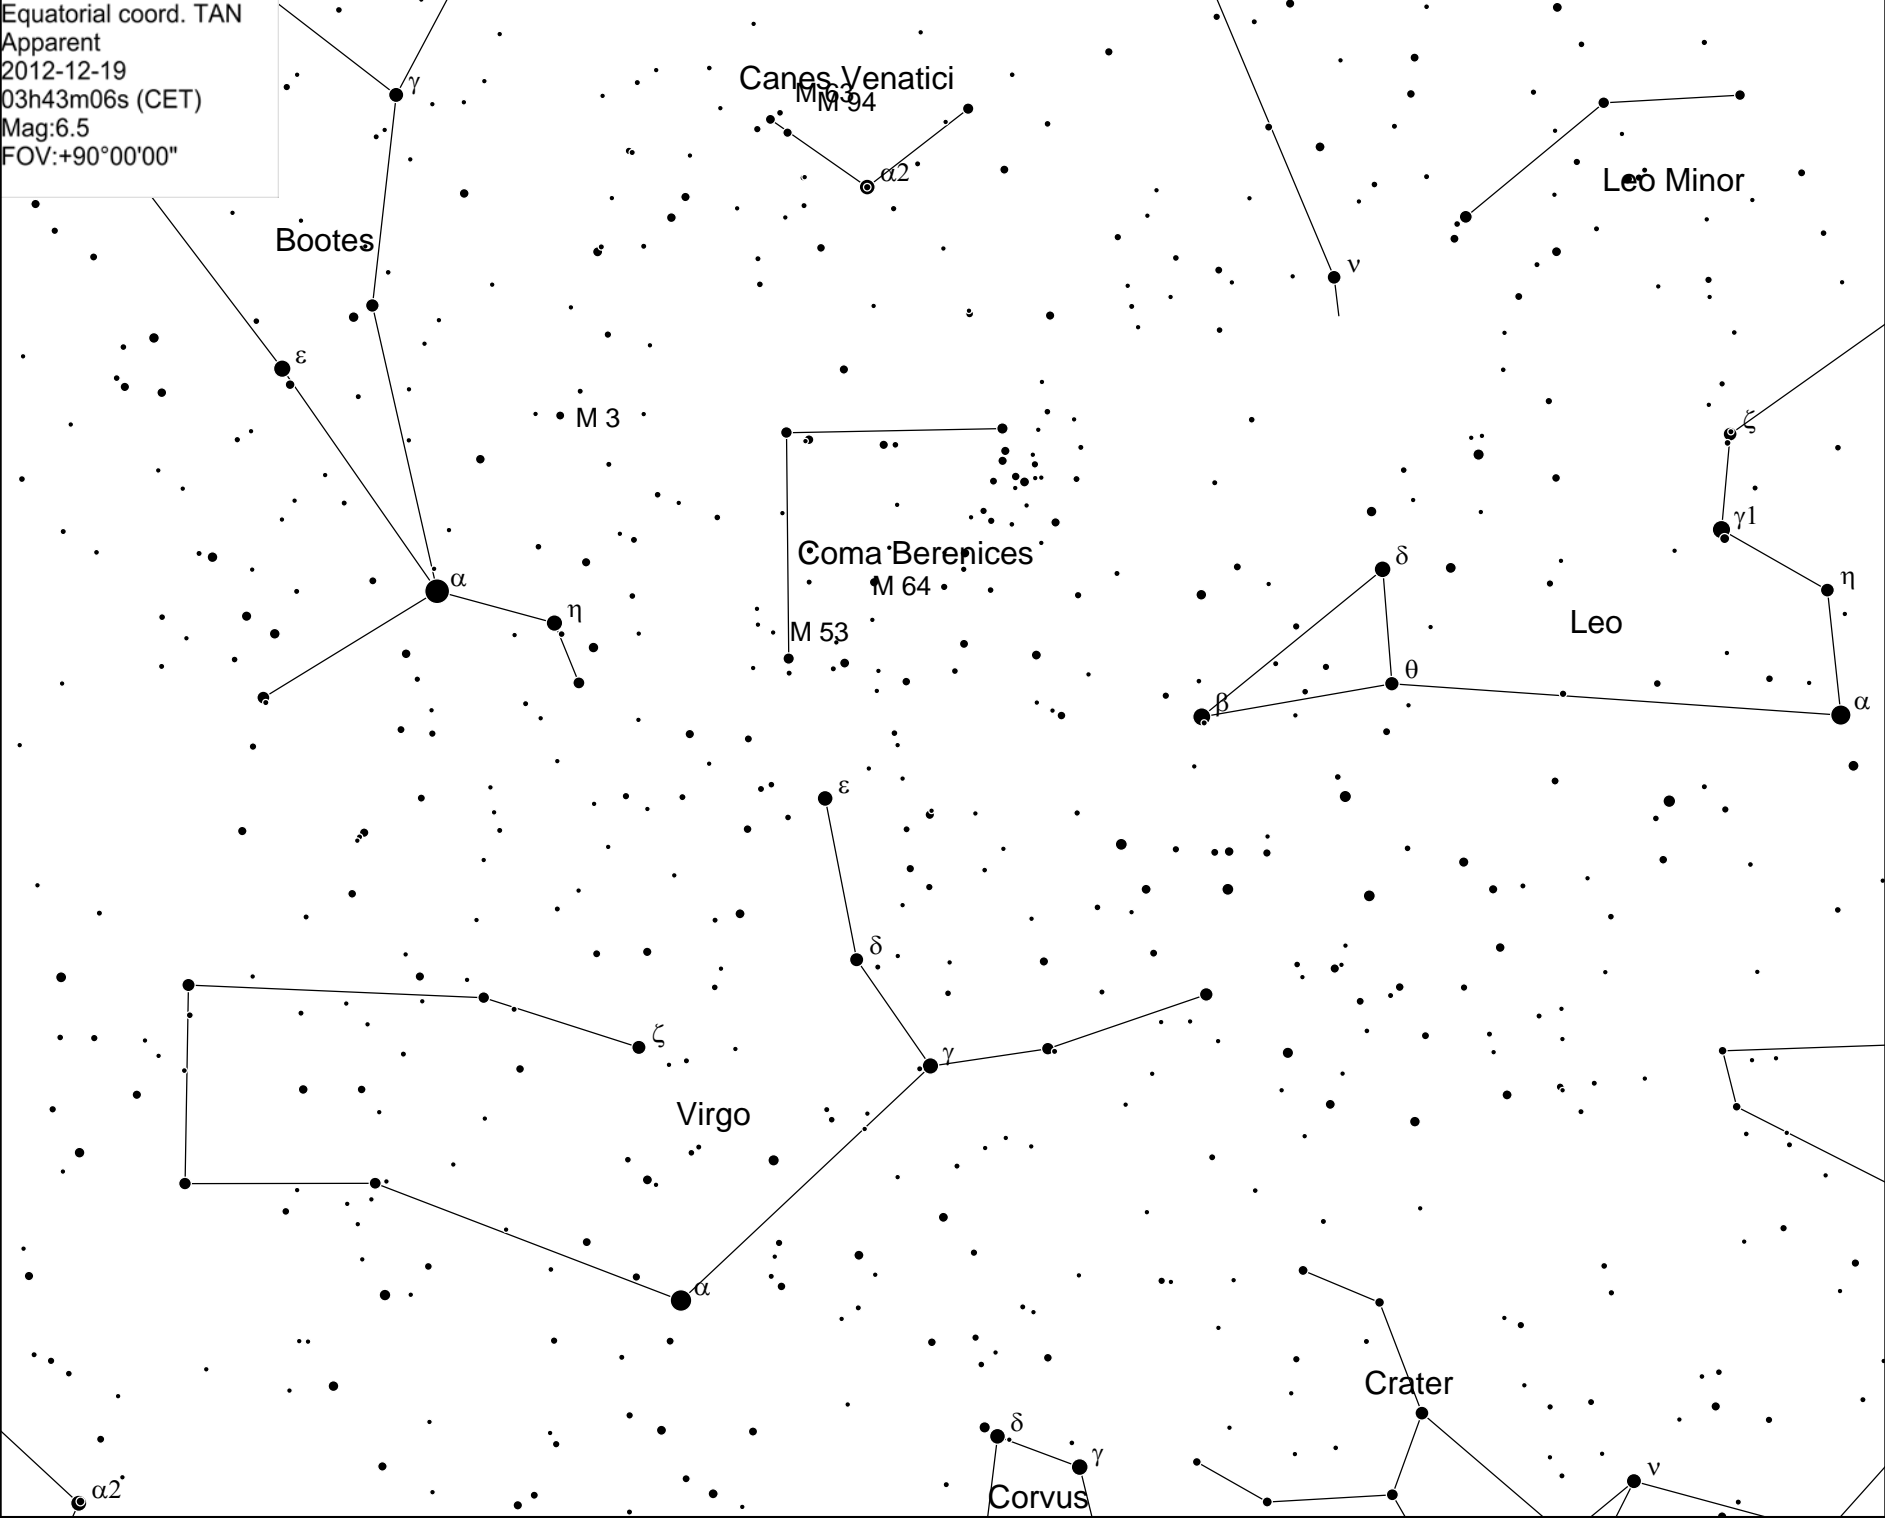 Equatorial coord. TAN
Apparent
2012-12-19
03h43m06s (CET)
Mag:6.5
FOV:+90°00'00"
γ
Canes Venatici
M 63
M 94
α2
Leo Minor
Bootes
ν
ε
M 3
ζ
γ1
Coma Berenices
δ
α
M 64
η
η
Leo
M 53
θ
β
α
ε
δ
ζ
γ
Virgo
α
Crater
δ
γ
ν
α2
Corvus